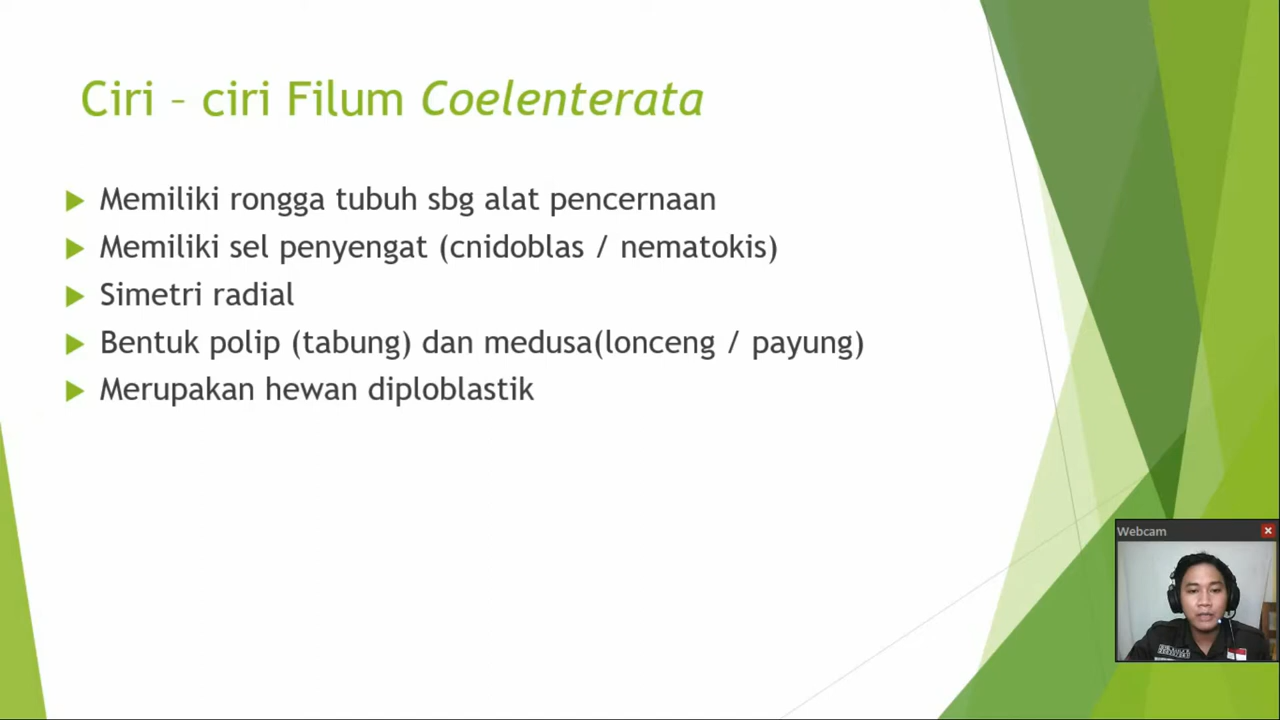 Ciri – ciri Filum Coelenterata
Memiliki rongga tubuh sbg alat pencernaan
Memiliki sel penyengat (cnidoblas / nematokis)
Simetri radial
Bentuk polip (tabung) dan medusa(lonceng / payung)
Merupakan hewan diploblastik
Webcam